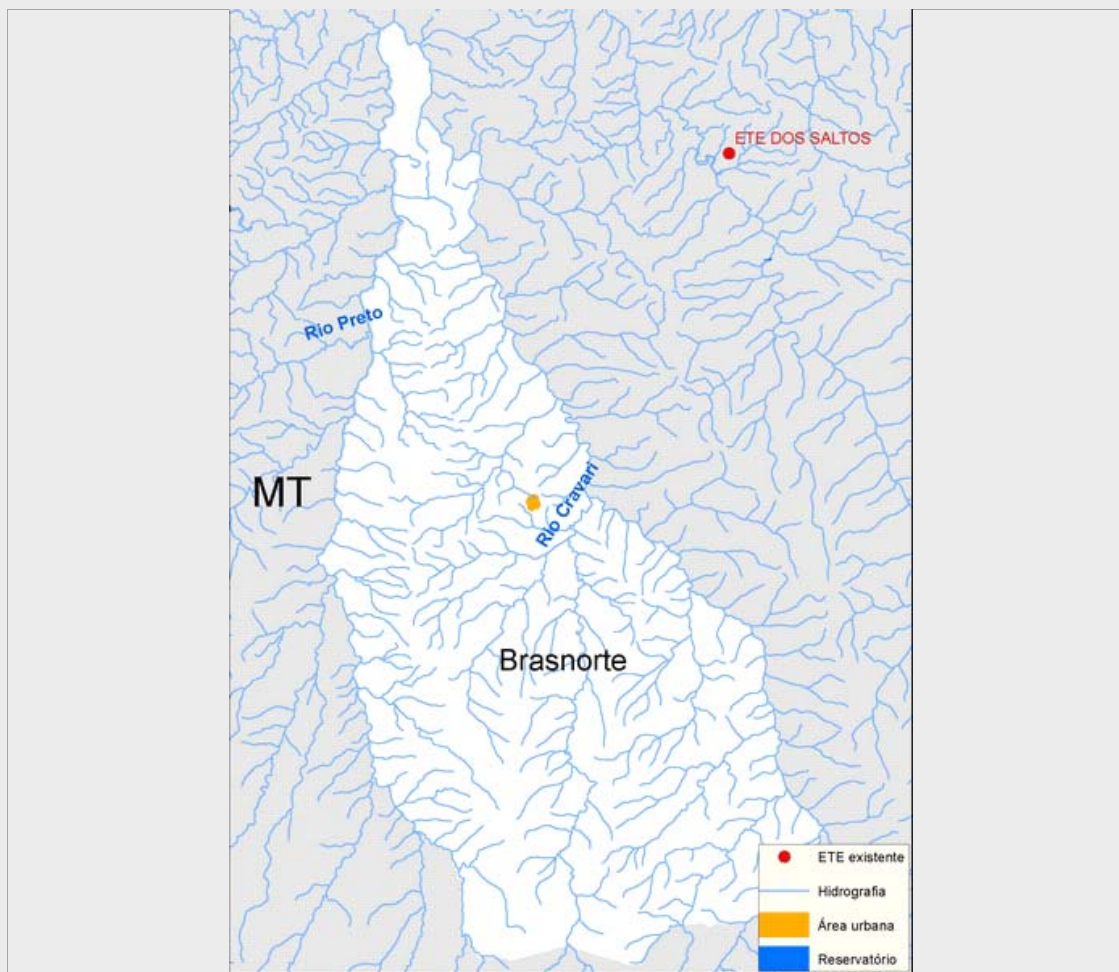 ETE DOS SALTOS
Rio Preto
MT
Rio Cravari
Brasnorte
ETE existente
Hidrografia
Área urbana
Reservatório